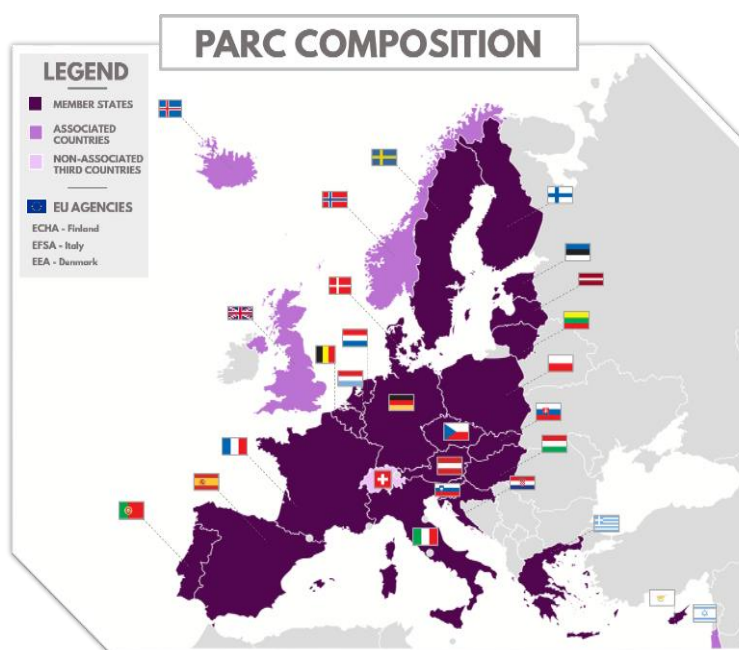 PARC COMPOSITION
LEGEND
MEMBER STATES
ASSOCIATED
COUNTRIES
NON-ASSOCIATED
THIRD COUNTRIES
EU AGENCIES
ECHA - Finland
EFSA - Italy
EEA - Denmark